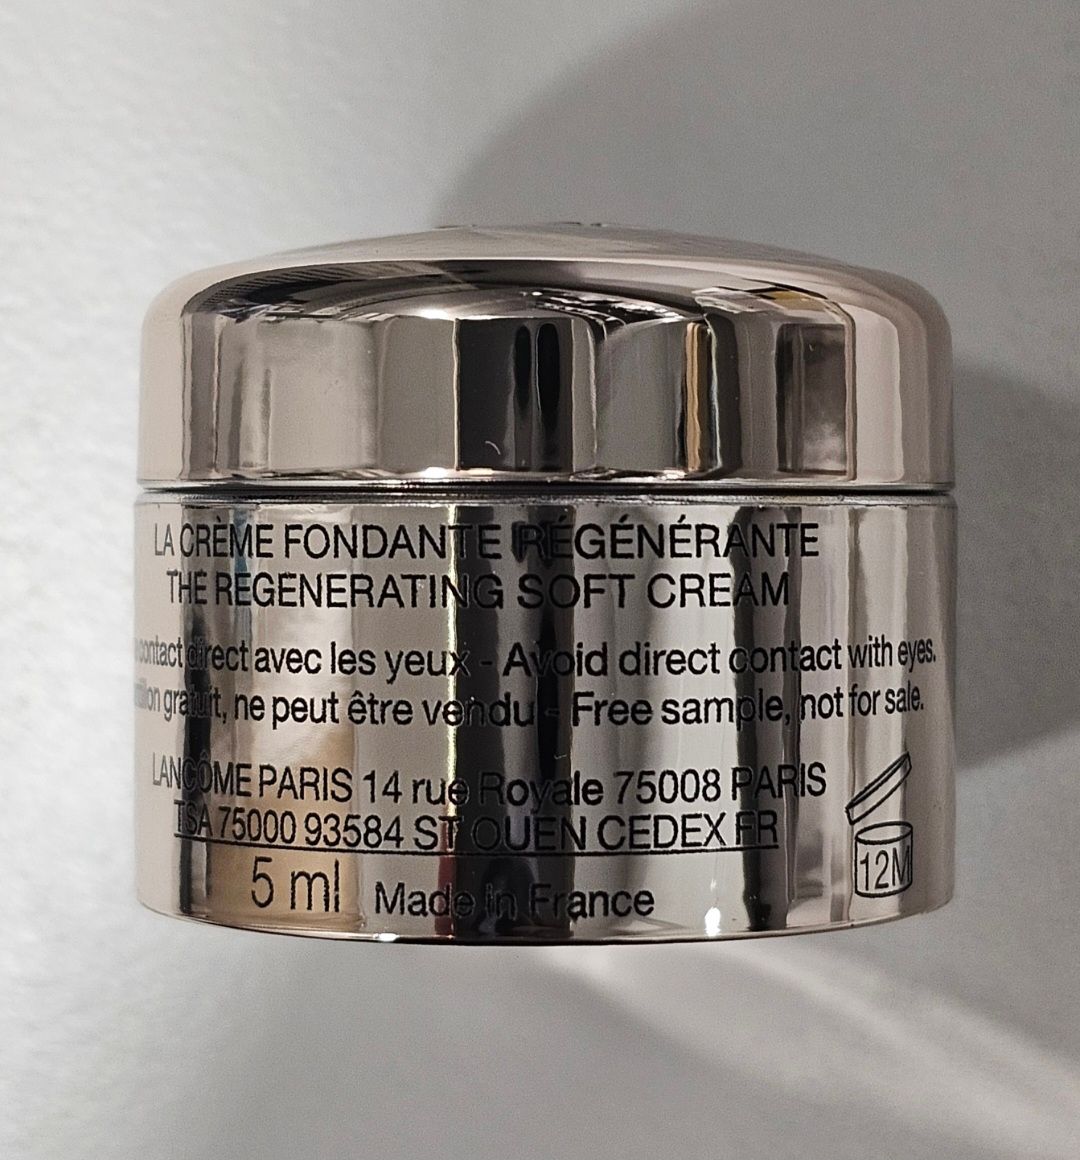 LA CRÈME FONDANTE RÉGÉNÉRANTE
THE REGENERATING SOFT CREAM
contact direct avec les yeux - Avoid direct contact with eyes.
gratuit, ne peut être vendu - Free sample, not for sale.
LANCÔME PARIS 14 rue Royale 75008 PARIS
TSA 75000 93584 ST OUEN CEDEX FR
5 ml Made in France
12M